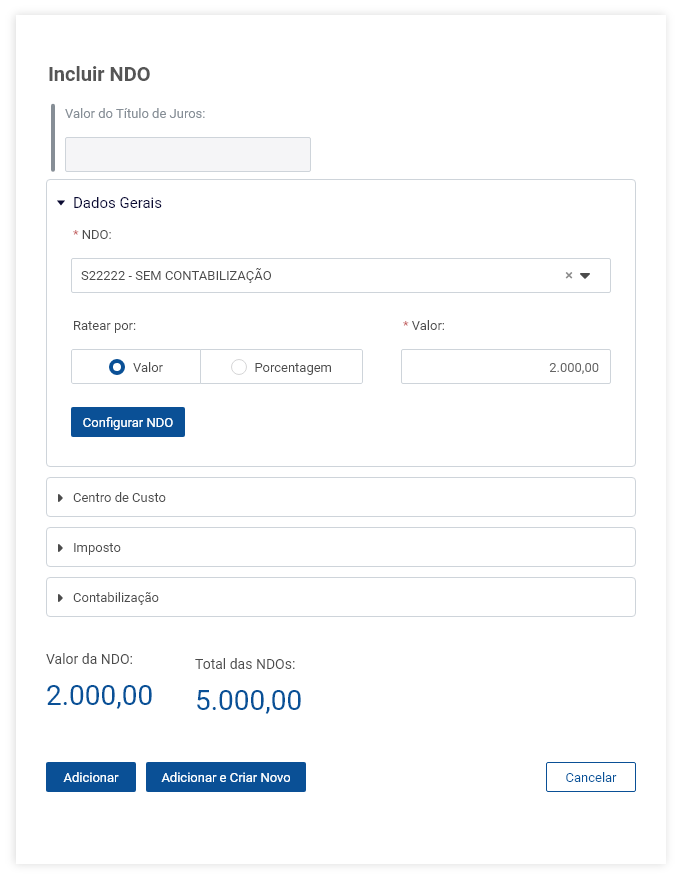 Incluir NDO
Valor do Título de Juros:
Dados Gerais
* NDO:
S22222 - SEM CONTABILIZAÇÃO ×
Ratear por:
* Valor:
Valor
Porcentagem
2.000,00
Configurar NDO
Centro de Custo
Imposto
Contabilização
Valor da NDO:
2.000,00
Total das NDOs:
5.000,00
Adicionar
Adicionar e Criar Novo
Cancelar